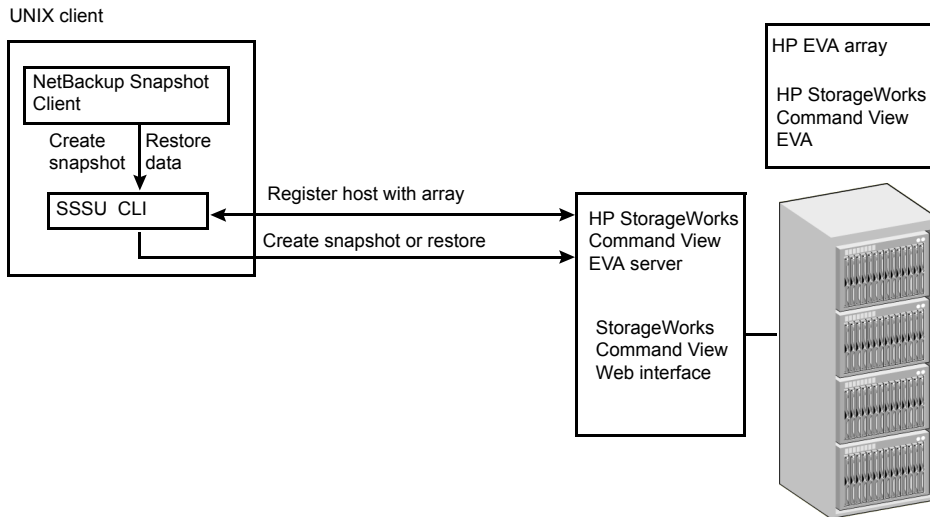 UNIX client
NetBackup Snapshot
Client
Create
snapshot
Restore
data
SSSU CLI
Register host with array
Create snapshot or restore
HP StorageWorks
Command View
EVA server
StorageWorks
Command View
Web interface
HP EVA array
HP StorageWorks
Command View
EVA